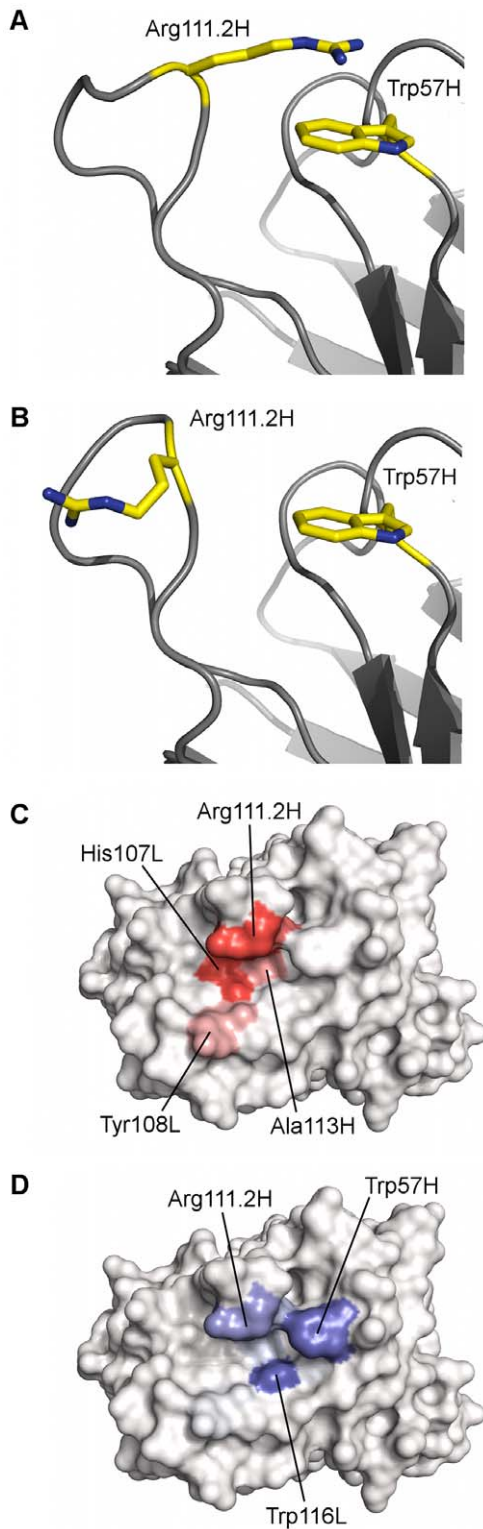 A
Arg111.2H
Trp57H
B
Arg111.2H
Trp57H
C
Arg111.2H
His107L
Tyr108L
Ala113H
D
Trp57H
Arg111.2H
Trp116L